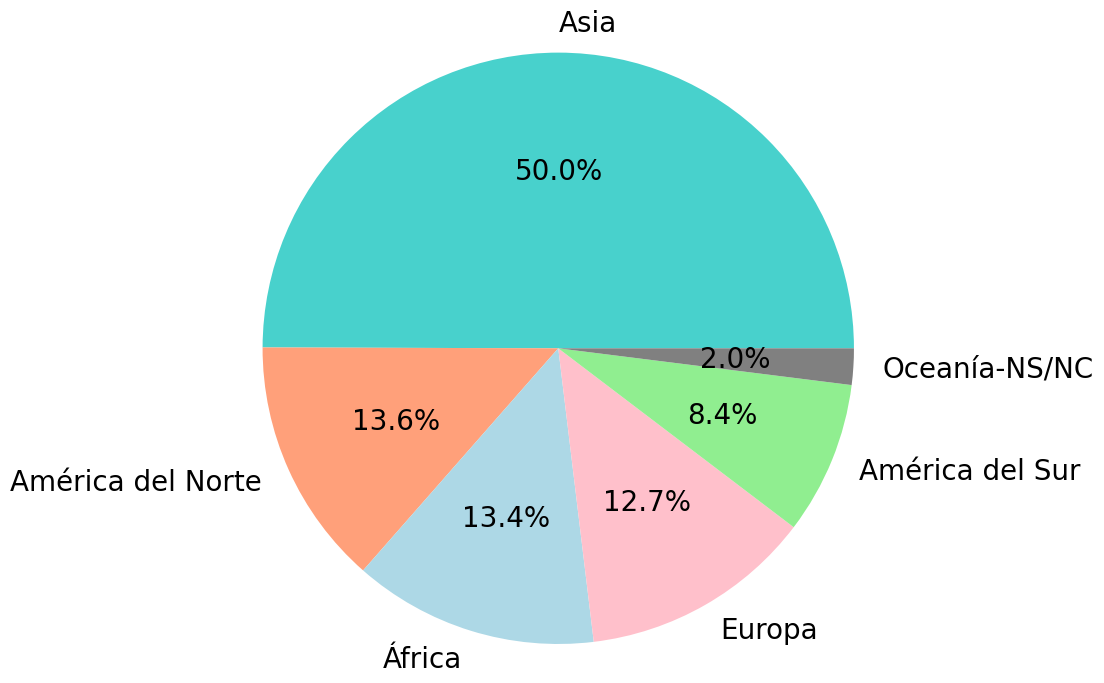 Asia
50.0%
2.0%
Oceanía-NS/NC
8.4%
América del Sur
13.6%
América del Norte
12.7%
13.4%
Europa
África